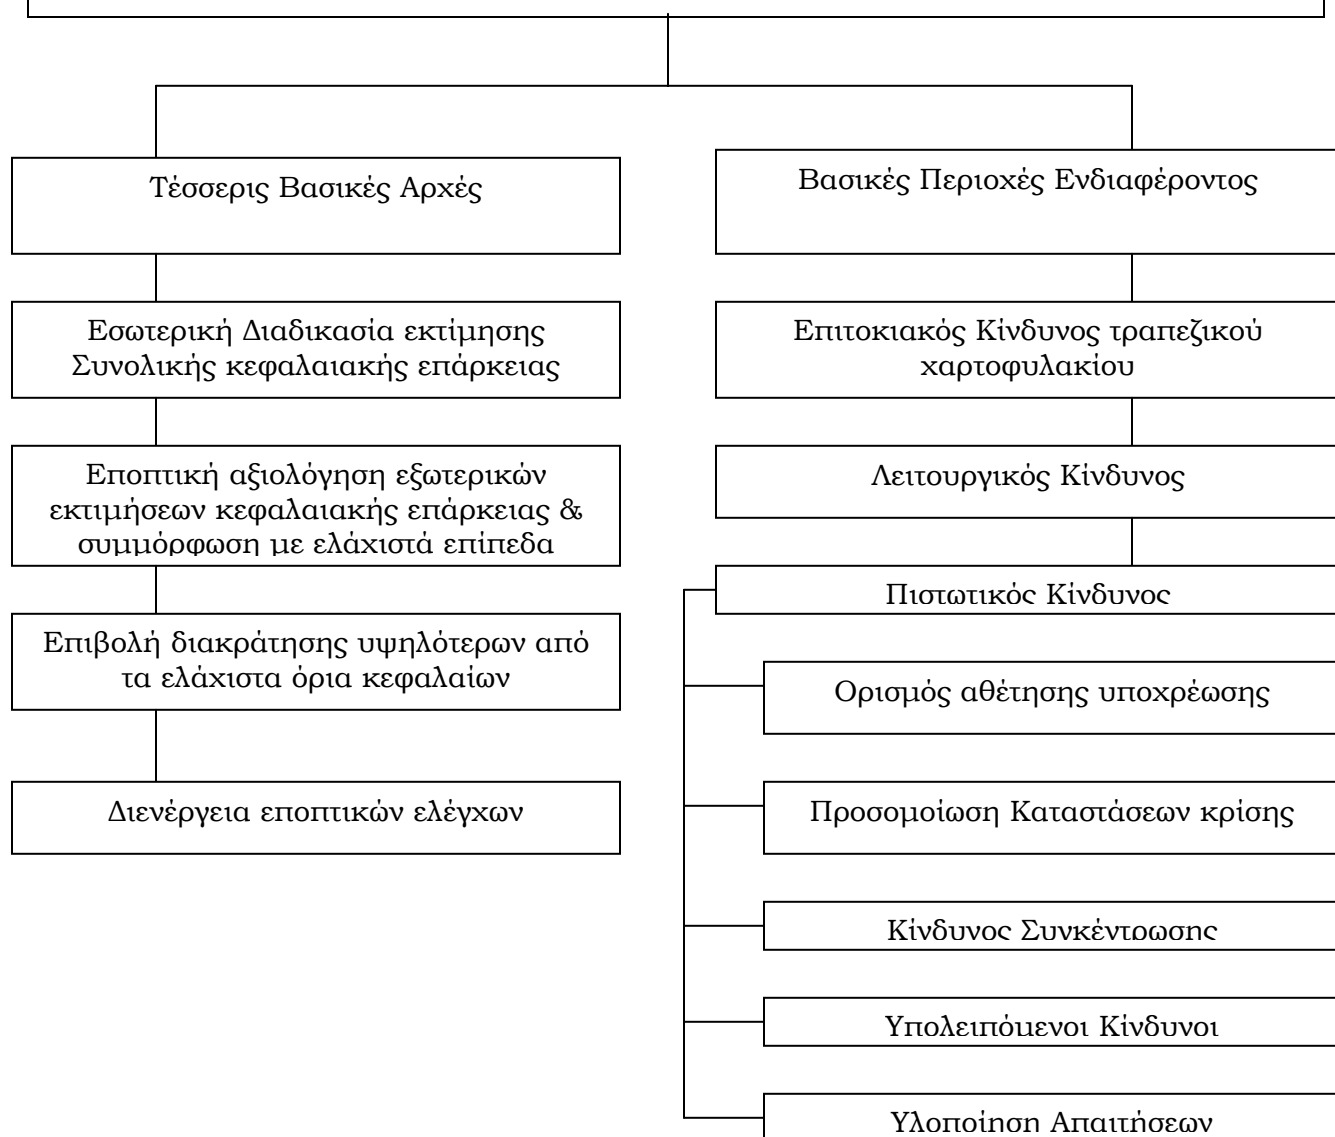 Τέσσερις Βασικές Αρχές
Εσωτερική Διαδικασία εκτίμησης
Συνολικής κεφαλαιακής επάρκειας
Εποπτική αξιολόγηση εξωτερικών
εκτιμήσεων κεφαλαιακής επάρκειας &
συμμόρφωση με ελάχιστά επίπεδα
Επιβολή διακράτησης υψηλότερων από
τα ελάχιστα όρια κεφαλαίων
Διενέργεια εποπτικών ελέγχων
Βασικές Περιοχές Ενδιαφέροντος
Επιτοκιακός Κίνδυνος τραπεζικού
χαρτοφυλακίου
Λειτουργικός Κίνδυνος
Πιστωτικός Κίνδυνος
Ορισμός αθέτησης υποχρέωσης
Προσομοίωση Καταστάσεων κρίσης
Κίνδυνος Συνκέντρωσης
Υπολειπόμενοι Κίνδυνοι
Υλοποίηση Απαιτήσεων